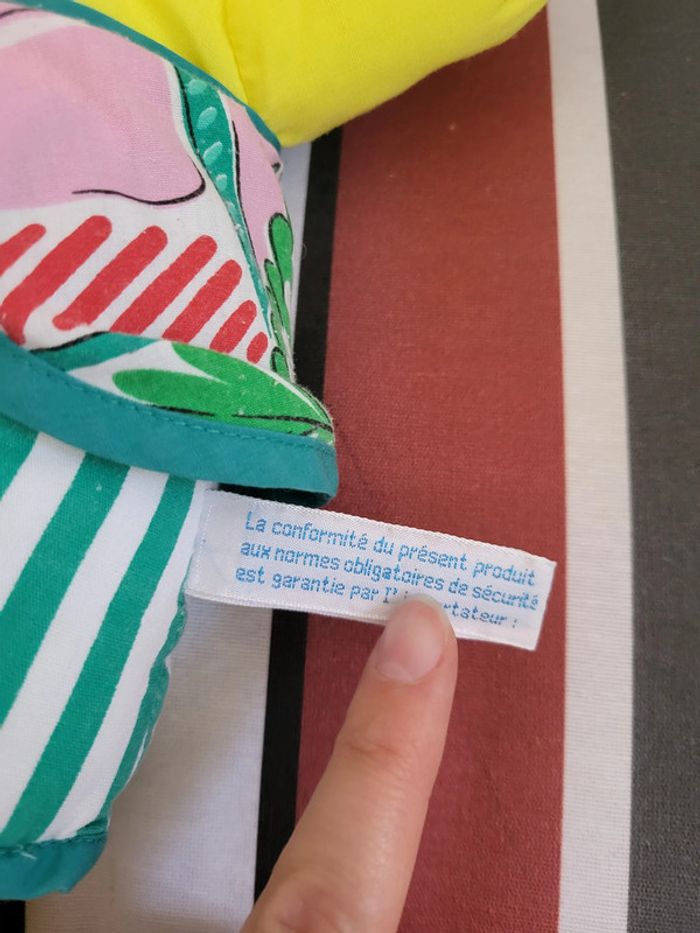 La conformité du présent produit
aux normes obligatoires de sécurité
est garantie par :